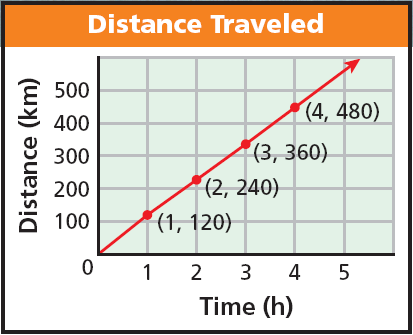 Distance Traveled
Distance (km)
500
400
300
200
100
0
(4, 480)
(3, 360)
(2, 240)
(1, 120)
1 2 3 4 5
Time (h)